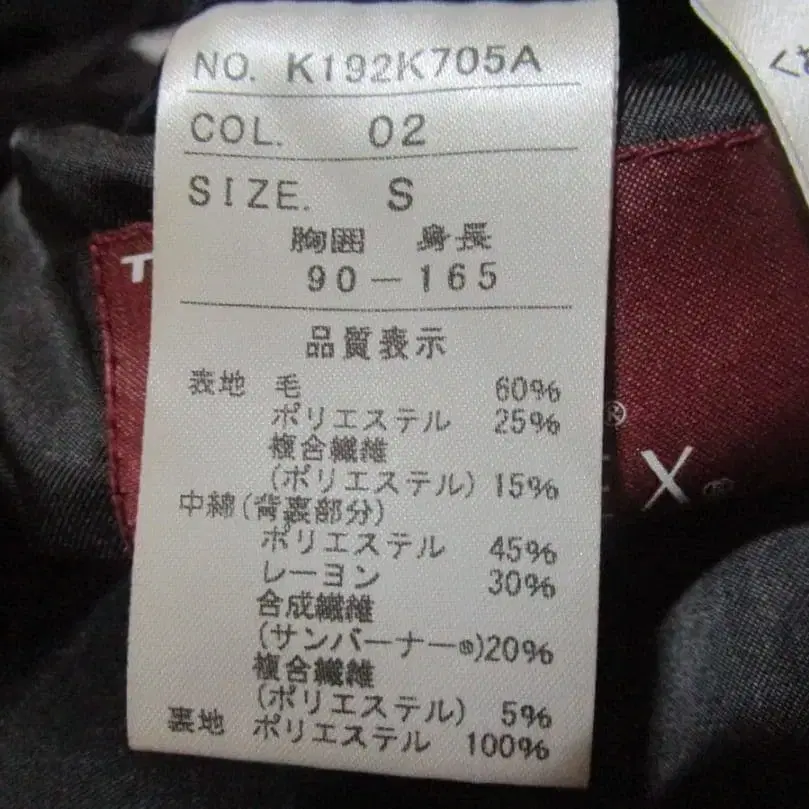 NO. K192K705A
COL. 02
SIZE. S
胸囲 身長
90-165
品質表示
表地 毛 60%
ポリエステル 25%
複合繊維
(ポリエステル) 15%
中綿(背裏部分)
ポリエステル 45%
レーヨン 30%
合成繊維
(サンバーナー®)20%
複合繊維
(ポリエステル) 5%
裏地 ポリエステル 100%
T
®
X®